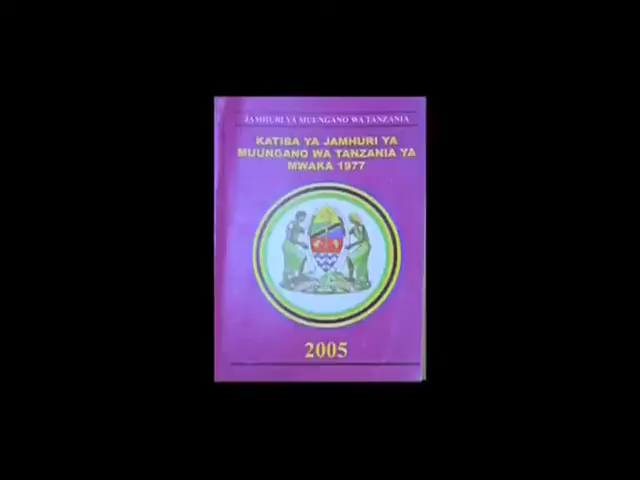 JAMHURI YA MUUNGANO WA TANZANIA
KATIBA YA JAMHURI YA
MUUNGANO WA TANZANIA YA
MWAKA 1977
2005